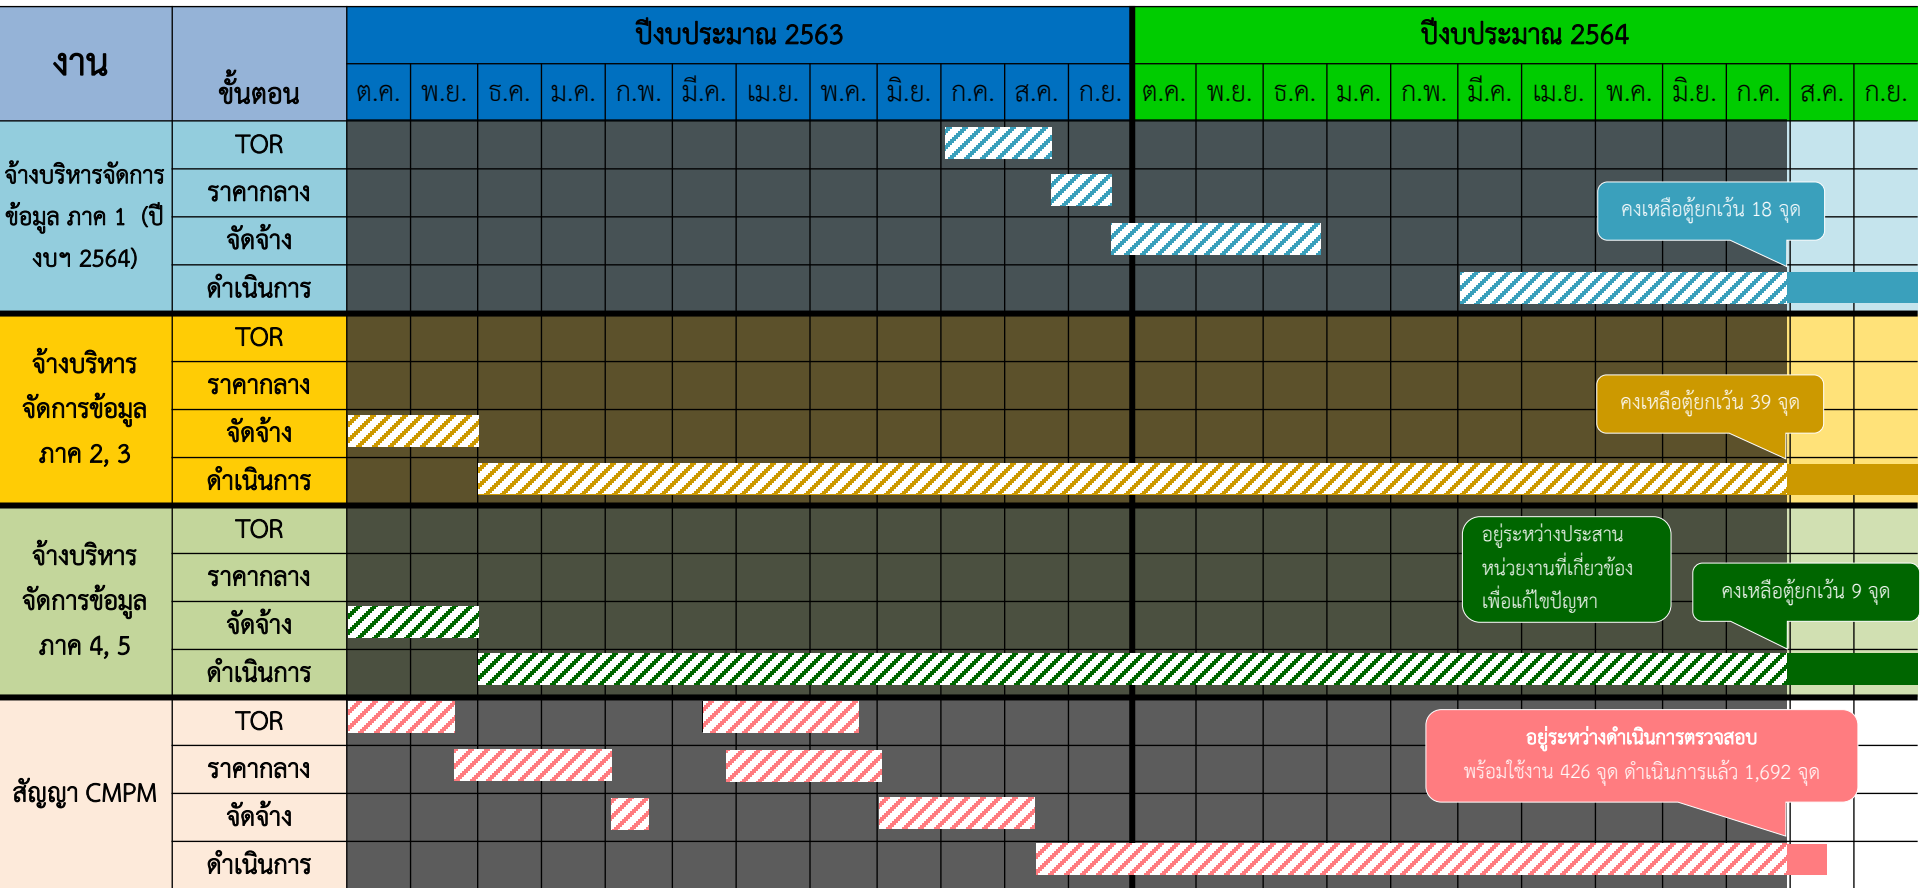 งาน
ขั้นตอน
ปีงบประมาณ 2563
ปีงบประมาณ 2564
ต.ค. พ.ย. ธ.ค. ม.ค. ก.พ. มี.ค. เม.ย. พ.ค. มิ.ย. ก.ค. ส.ค. ก.ย. ต.ค. พ.ย. ธ.ค. ม.ค. ก.พ. มี.ค. เม.ย. พ.ค. มิ.ย. ก.ค. ส.ค. ก.ย.
จ้างบริหารจัดการ
ข้อมูล ภาค 1 (ปี
งบฯ 2564)
TOR
ราคากลาง
จัดจ้าง
ดำเนินการ
คงเหลือตู้ยกเว้น 18 จุด
จ้างบริหาร
จัดการข้อมูล
ภาค 2, 3
TOR
ราคากลาง
จัดจ้าง
ดำเนินการ
คงเหลือตู้ยกเว้น 39 จุด
จ้างบริหาร
จัดการข้อมูล
ภาค 4, 5
TOR
ราคากลาง
จัดจ้าง
ดำเนินการ
อยู่ระหว่างประสาน
หน่วยงานที่เกี่ยวข้อง
เพื่อแก้ไขปัญหา
คงเหลือตู้ยกเว้น 9 จุด
สัญญา CMPM
TOR
ราคากลาง
จัดจ้าง
ดำเนินการ
อยู่ระหว่างดำเนินการตรวจสอบ
พร้อมใช้งาน 426 จุด ดำเนินการแล้ว 1,692 จุด